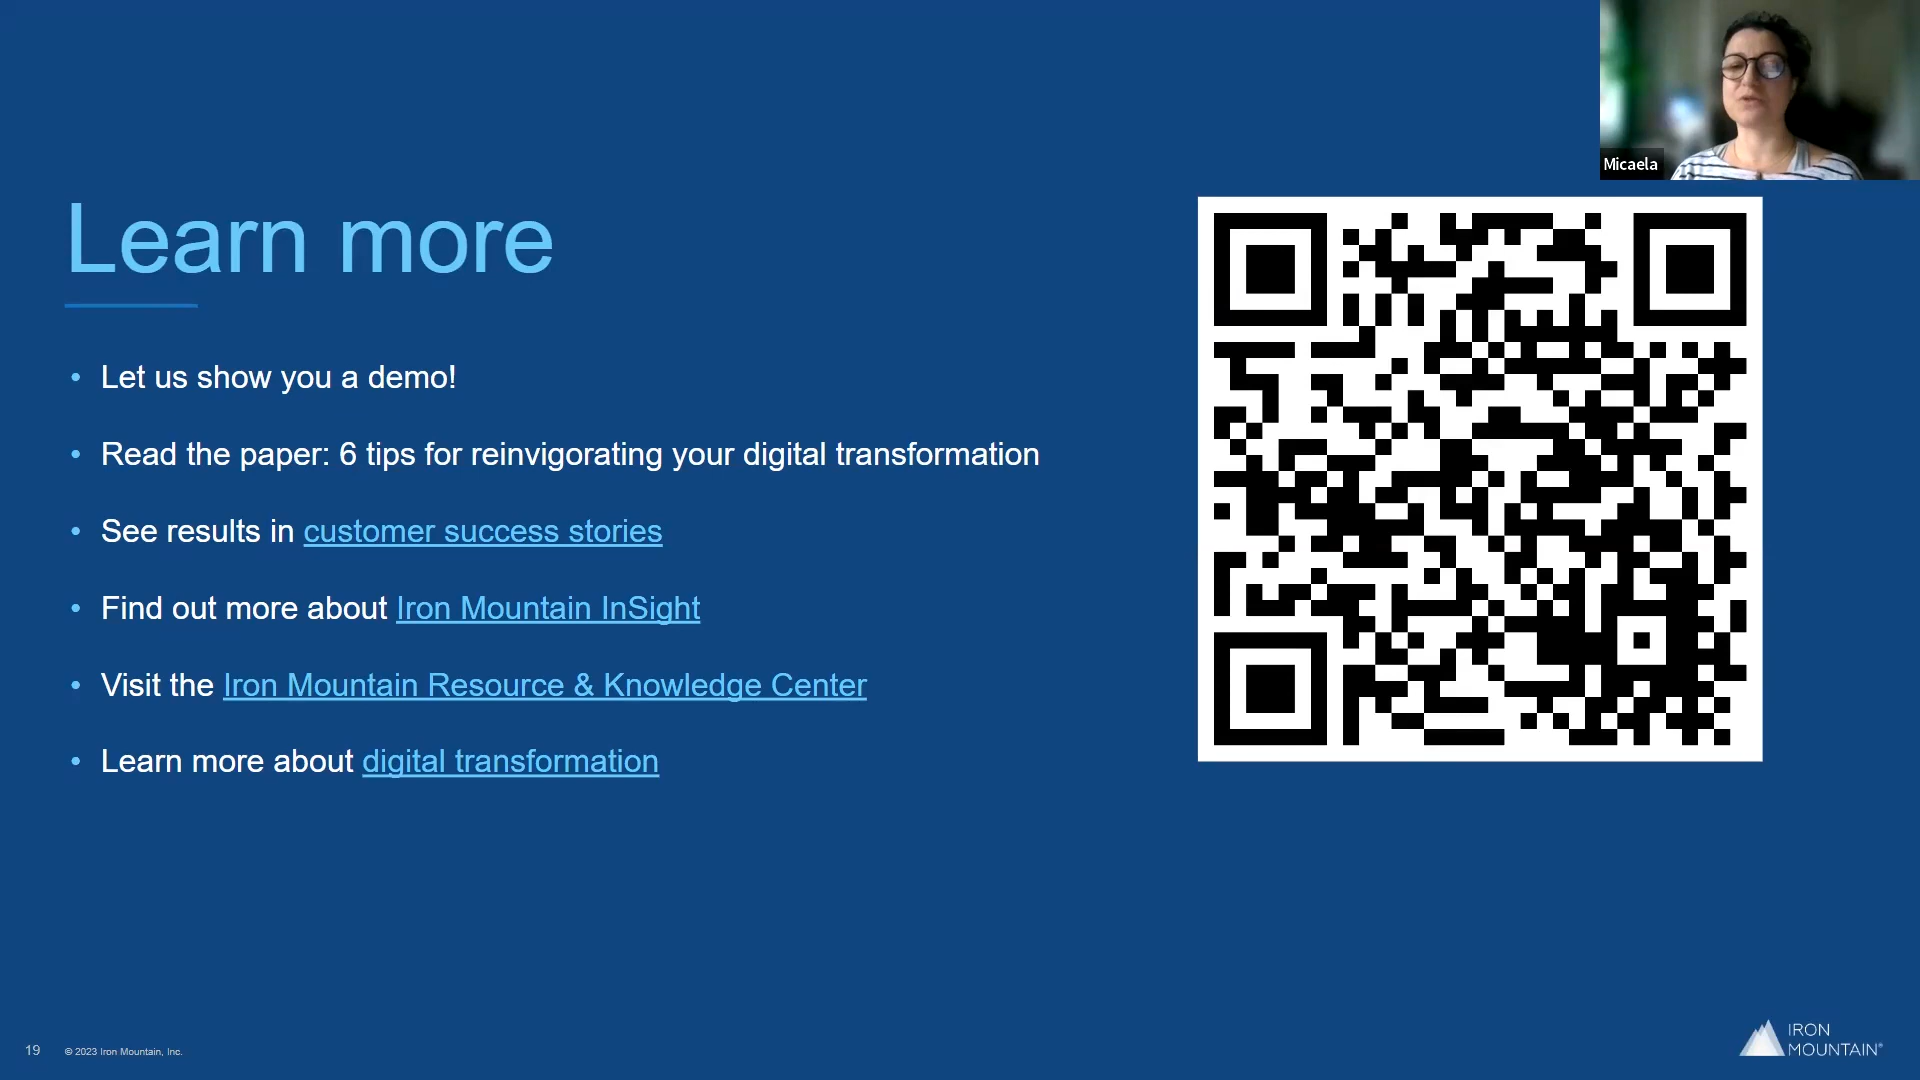 Micaela
Learn more
• Let us show you a demo!
• Read the paper: 6 tips for reinvigorating your digital transformation
• See results in customer success stories
• Find out more about Iron Mountain InSight
• Visit the Iron Mountain Resource & Knowledge Center
• Learn more about digital transformation
19 © 2023 Iron Mountain, Inc.
IRON
MOUNTAIN®